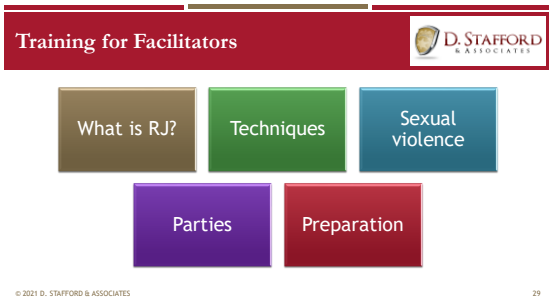 Training for Facilitators
D. STAFFORD
& ASSOCIATES
What is RJ?
Techniques
Sexual
violence
Parties
Preparation
© 2021 D. STAFFORD & ASSOCIATES
29